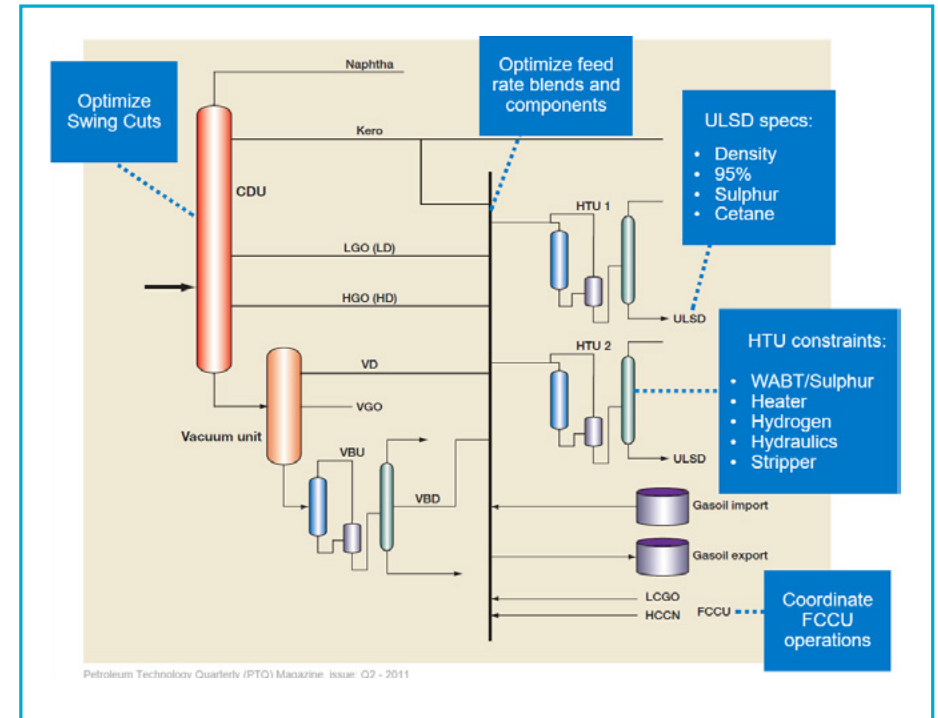 Optimize
Swing Cuts
Naphtha
Optimize feed
rate blends and
components
ULSD specs:
• Density
• 95%
• Sulphur
• Cetane
Kero
CDU
HTU 1
LGO (LD)
HGO (HD)
ULSD
HTU 2
HTU constraints:
• WABT/Sulphur
• Heater
• Hydrogen
• Hydraulics
• Stripper
VD
VGO
Vacuum unit
VBU
ULSD
VBD
Gasoil import
Gasoil export
LCGO
HCCN
FCCU
Coordinate
FCCU
operations
Petroleum Technology Quarterly (PTQ) Magazine, issue: Q2 - 2011